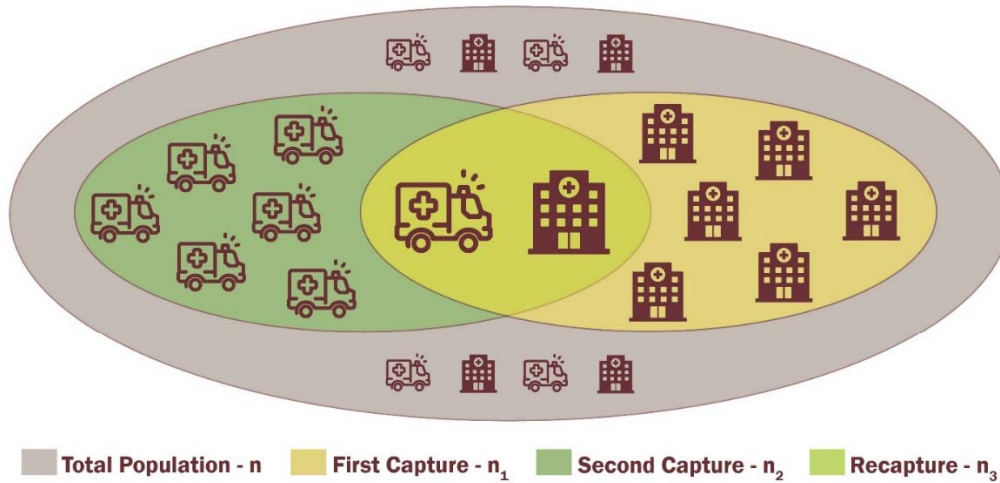 Total Population - n First Capture - n₁ Second Capture - n₂ Recapture - n₃